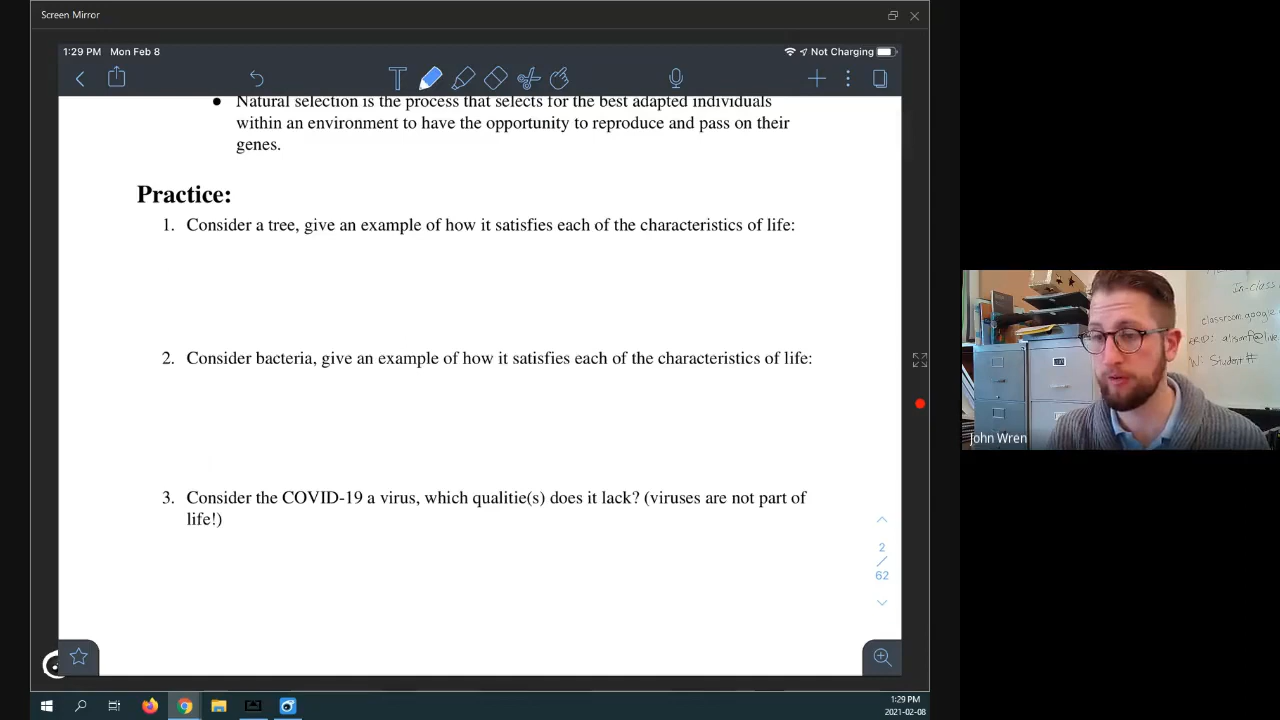 Screen Mirror
1:29 PM Mon Feb 8
Not Charging
T
• Natural selection is the process that selects for the best adapted individuals
within an environment to have the opportunity to reproduce and pass on their
genes.
Practice:
1. Consider a tree, give an example of how it satisfies each of the characteristics of life:
2. Consider bacteria, give an example of how it satisfies each of the characteristics of life:
3. Consider the COVID-19 a virus, which qualitie(s) does it lack? (viruses are not part of
life!)
2
/
62
In-class
classroom.google
W: Student #
John Wren
1:29 PM
2021-02-08